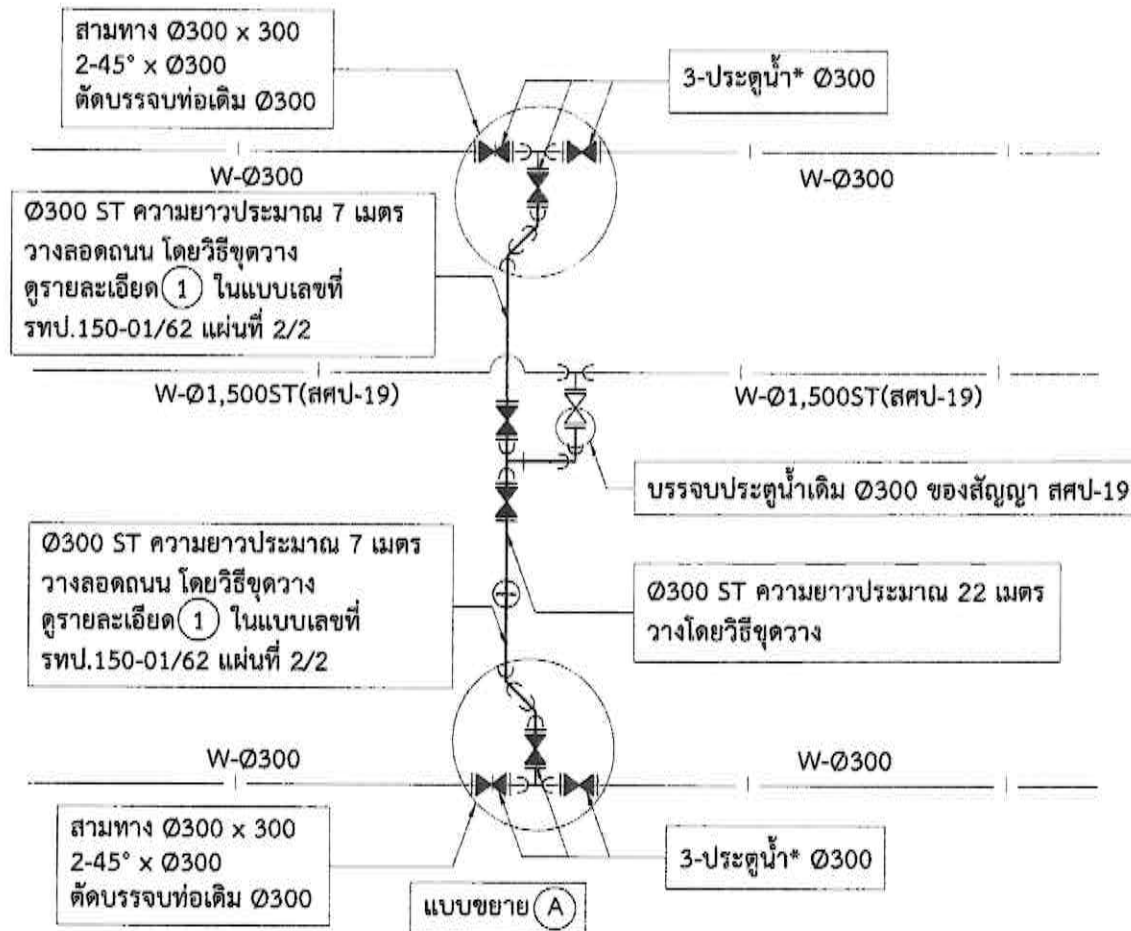 สามทาง Ø300 x 300
2-45° x Ø300
ตัดบรรจบท่อเดิม Ø300
3-ประตูน้ำ* Ø300
W-Ø300
W-Ø300
Ø300 ST ความยาวประมาณ 7 เมตร
วางลอดถนน โดยวิธีขุดวาง
ดูรายละเอียด 1 ในแบบเลขที่
รทป.150-01/62 แผ่นที่ 2/2
W-Ø1,500ST(สศป-19)
W-Ø1,500ST(สศป-19)
บรรจบประตูน้ำเดิม Ø300 ของสัญญา สศป-19
Ø300 ST ความยาวประมาณ 7 เมตร
วางลอดถนน โดยวิธีขุดวาง
ดูรายละเอียด 1 ในแบบเลขที่
รทป.150-01/62 แผ่นที่ 2/2
Ø300 ST ความยาวประมาณ 22 เมตร
วางโดยวิธีขุดวาง
W-Ø300
W-Ø300
สามทาง Ø300 x 300
2-45° x Ø300
ตัดบรรจบท่อเดิม Ø300
3-ประตูน้ำ* Ø300
แบบขยาย A